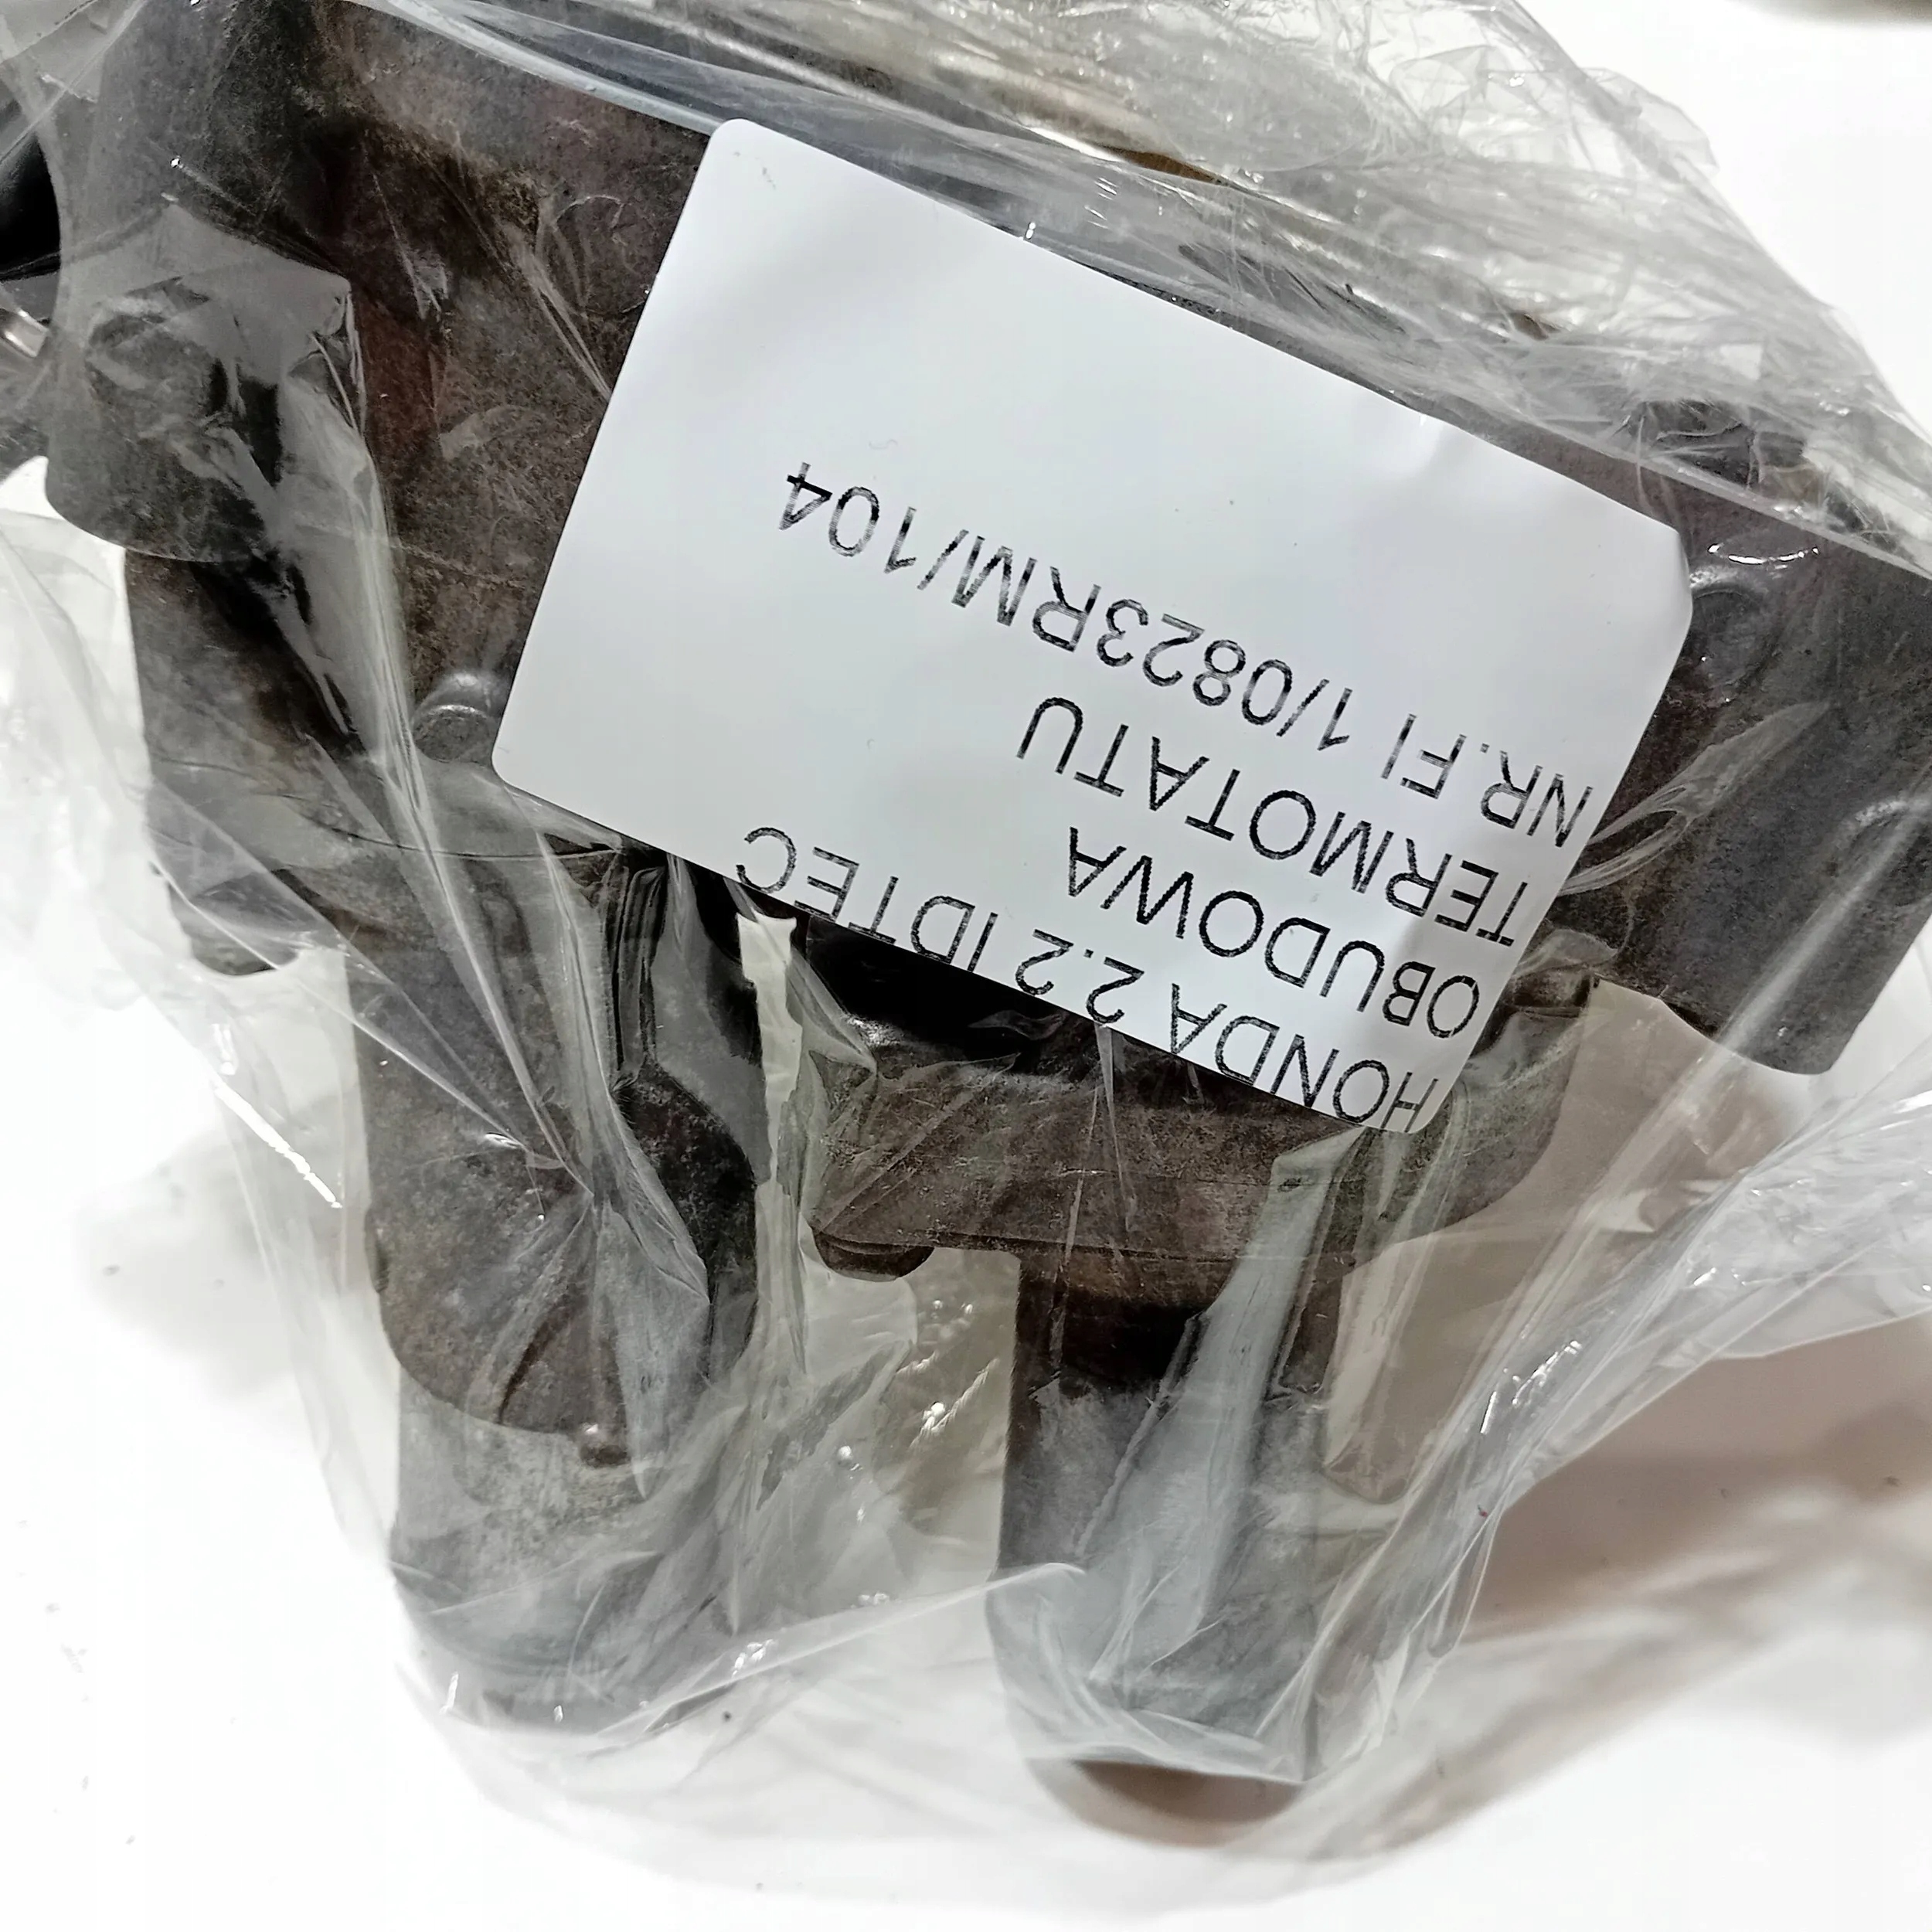 HONDA 2.2 IDTEC
OBUDOWA
TERMOTATU
NR.FI 1/0823RM/104